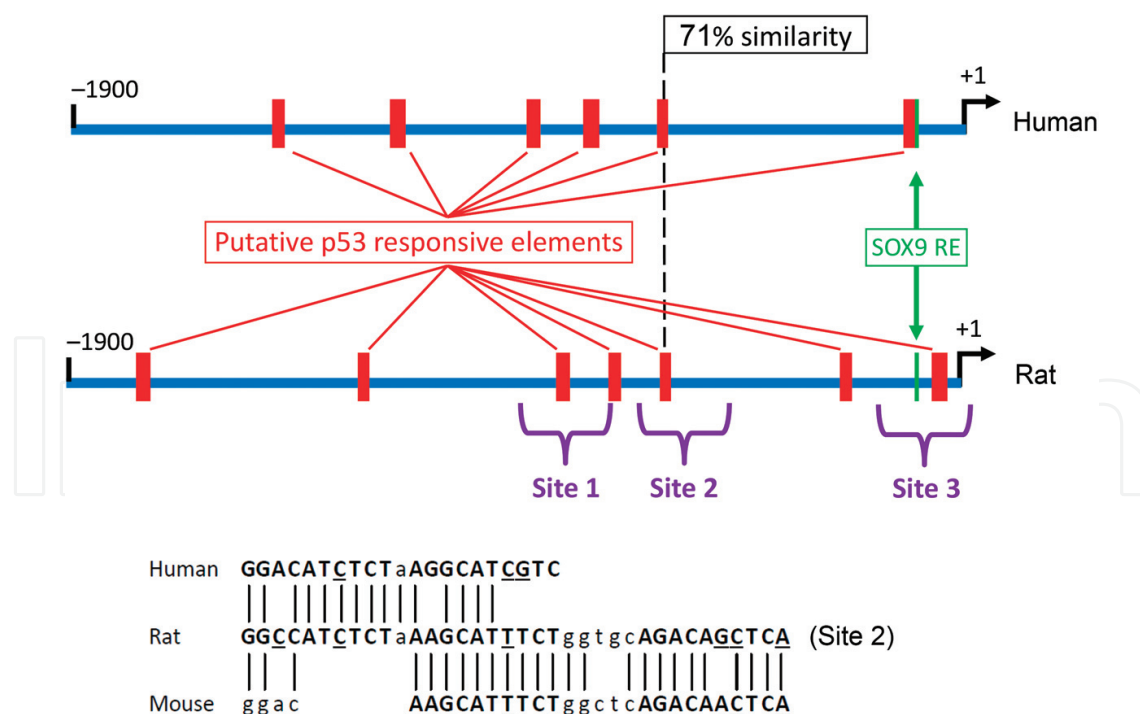 71% similarity
–1900
+1
Human
Putative p53 responsive elements
SOX9 RE
–1900
+1
Rat
Site 1
Site 2
Site 3
Human GGACATCTCTaAGGCATCGTC
Rat GGCCATCTCTaAAGCATTTCTggtgcAGACAGCTCA (Site 2)
Mouse ggac AAGCATTTCTggctcAGACAACTCA